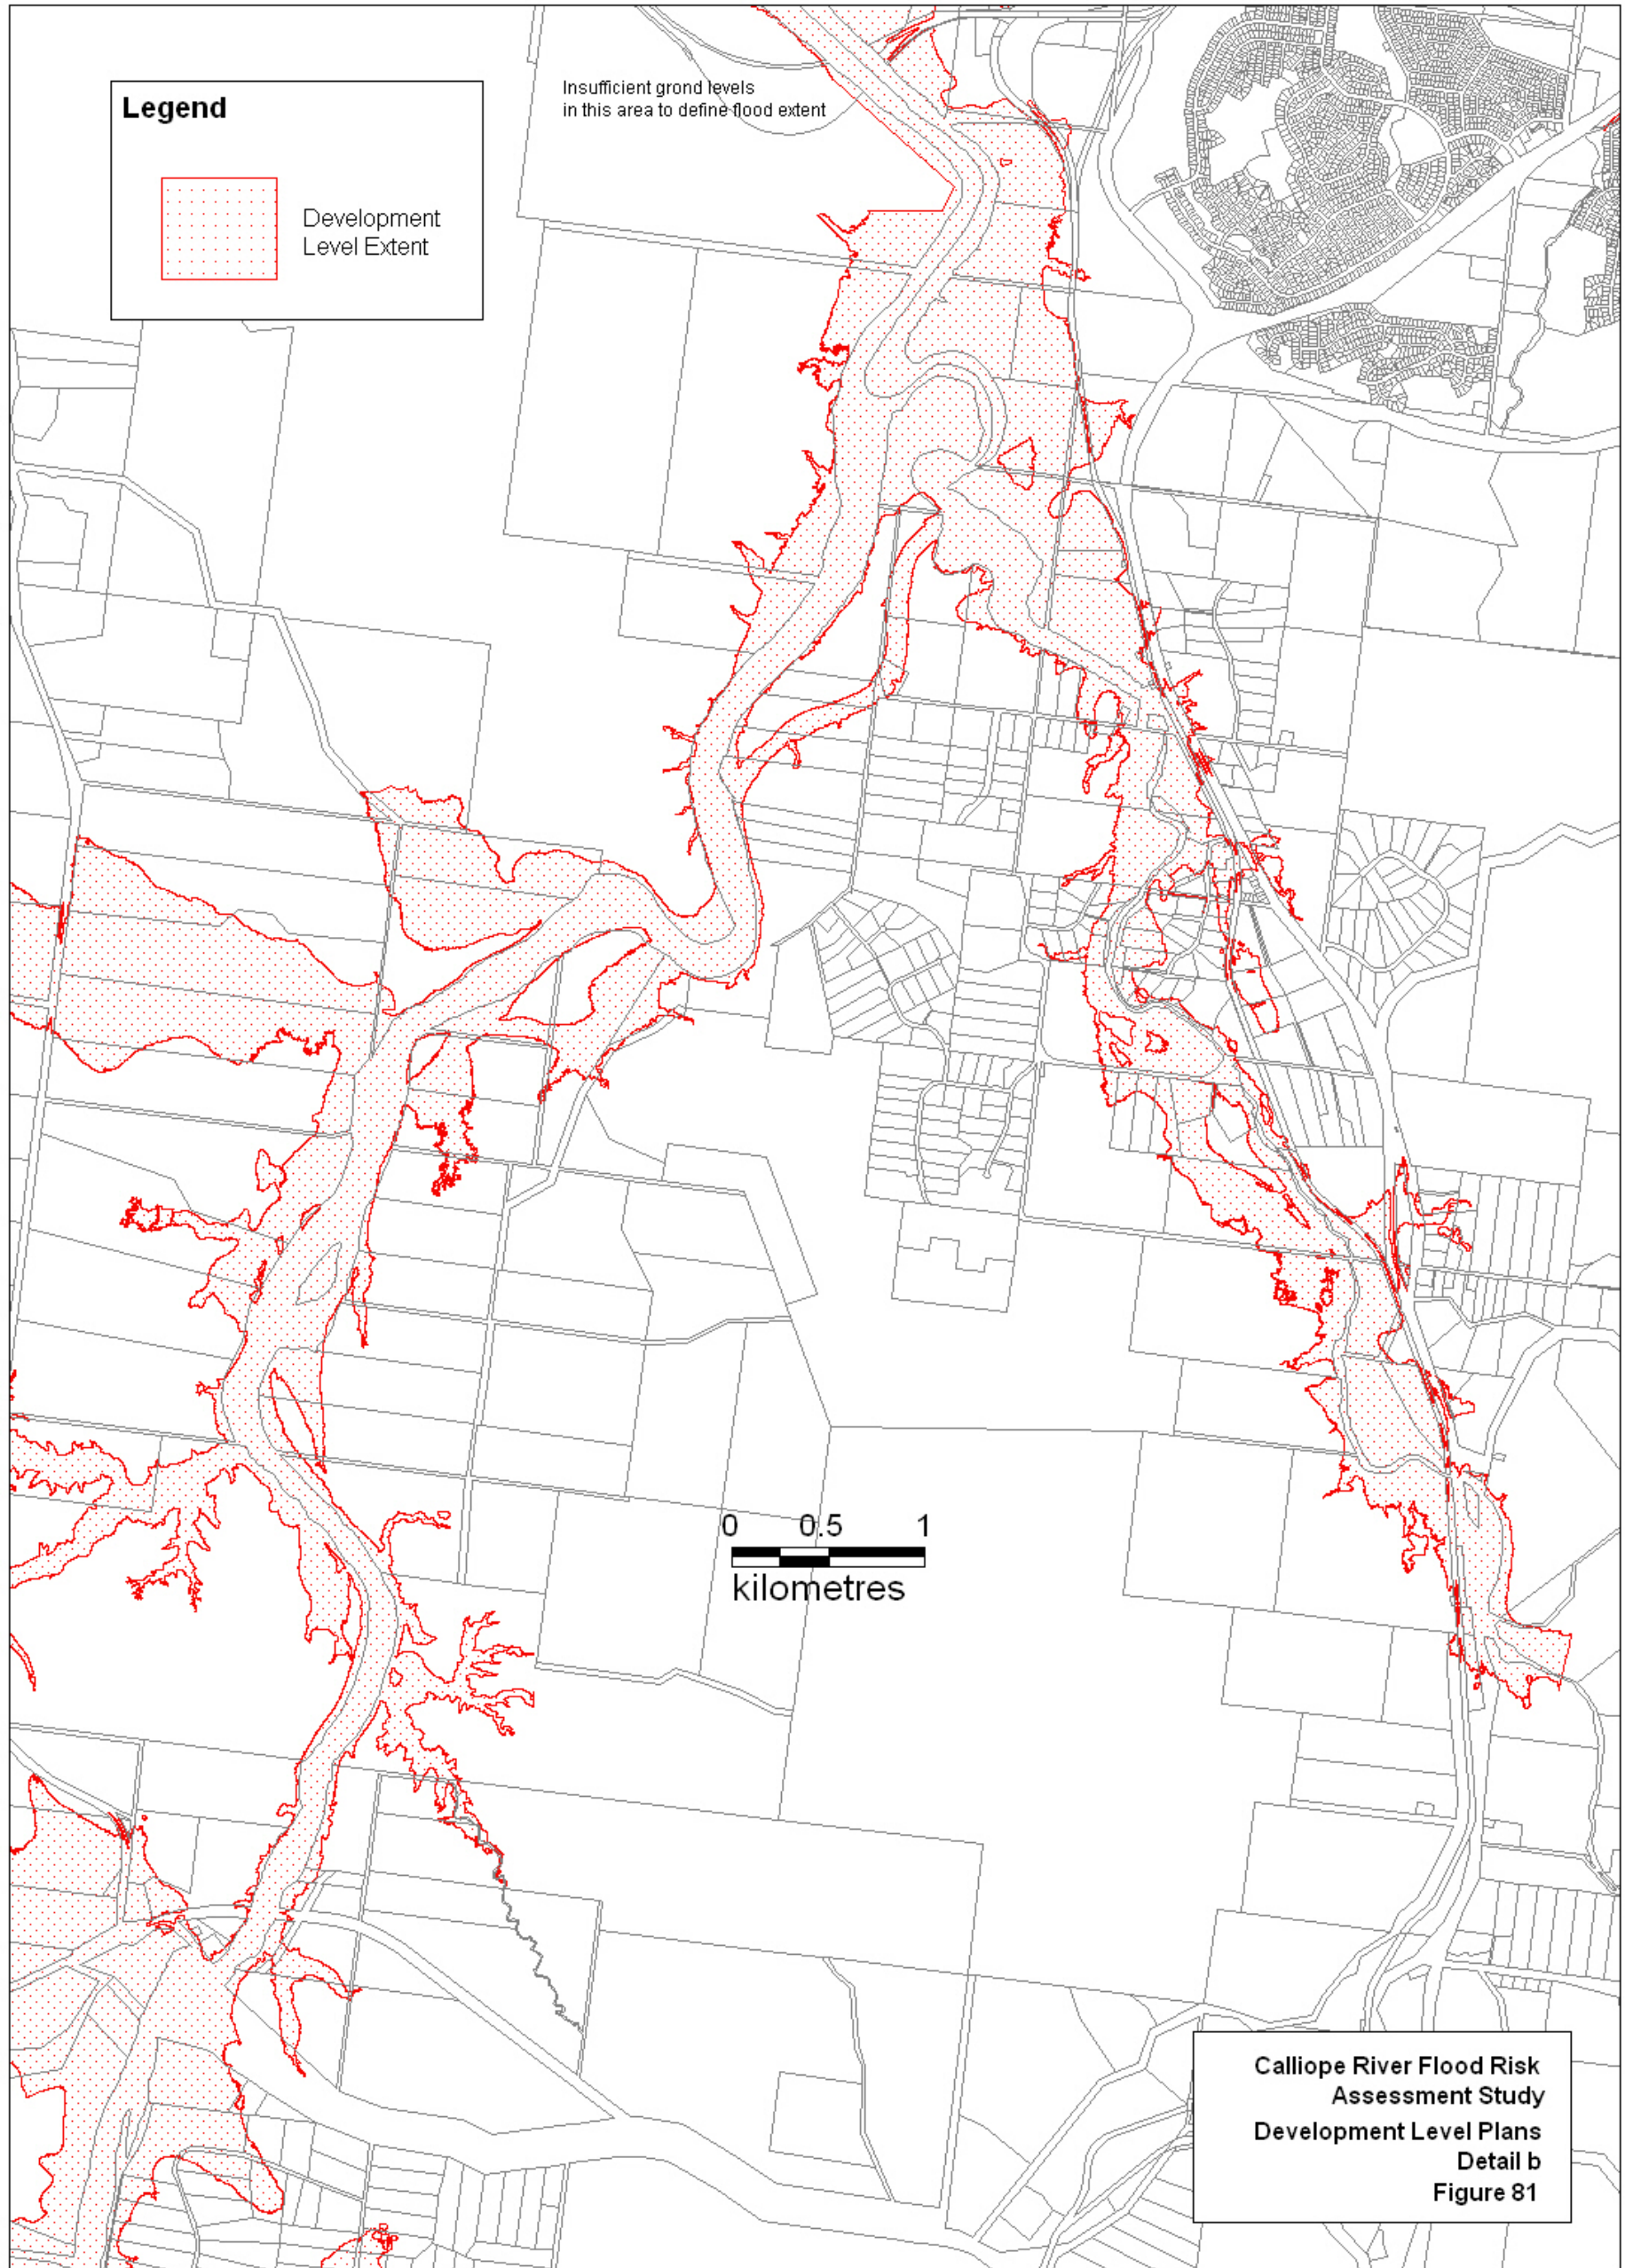 Legend
Development
Level Extent
Insufficient grond levels
in this area to define flood extent
0 0.5 1
kilometres
Calliope River Flood Risk
Assessment Study
Development Level Plans
Detail b
Figure 81